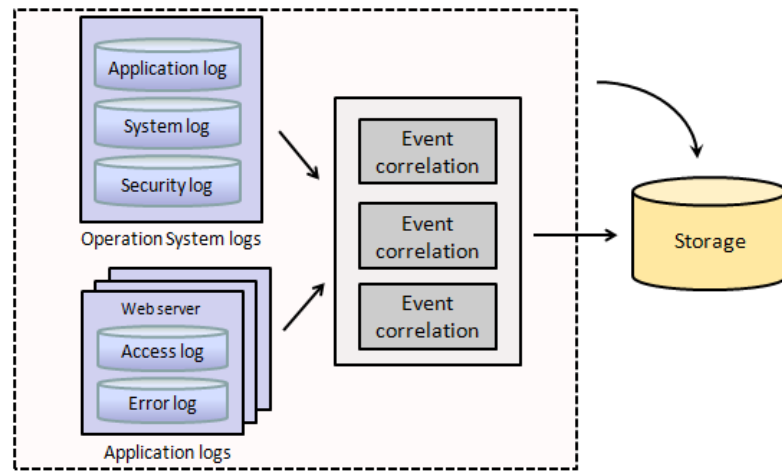 Application log
System log
Security log
Operation System logs
Web server
Access log
Error log
Application logs
Event
correlation
Event
correlation
Event
correlation
Storage